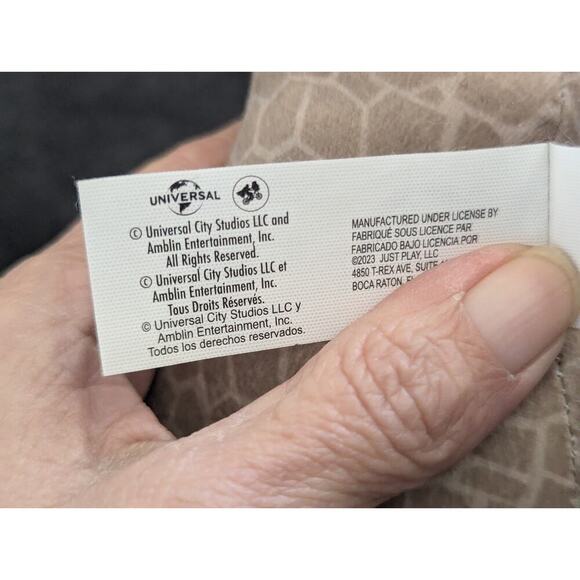 UNIVERSAL
© Universal City Studios LLC and
Amblin Entertainment, Inc.
All Rights Reserved.
© Universal City Studios LLC et
Amblin Entertainment, Inc.
Tous Droits Réservés.
© Universal City Studios LLC y
Amblin Entertainment, Inc.
Todos los derechos reservados.
MANUFACTURED UNDER LICENSE BY
FABRIQUÉ SOUS LICENCE PAR
FABRICADO BAJO LICENCIA POR
©2023 JUST PLAY, LLC
4850 T-REX AVE, SUITE
BOCA RATON,